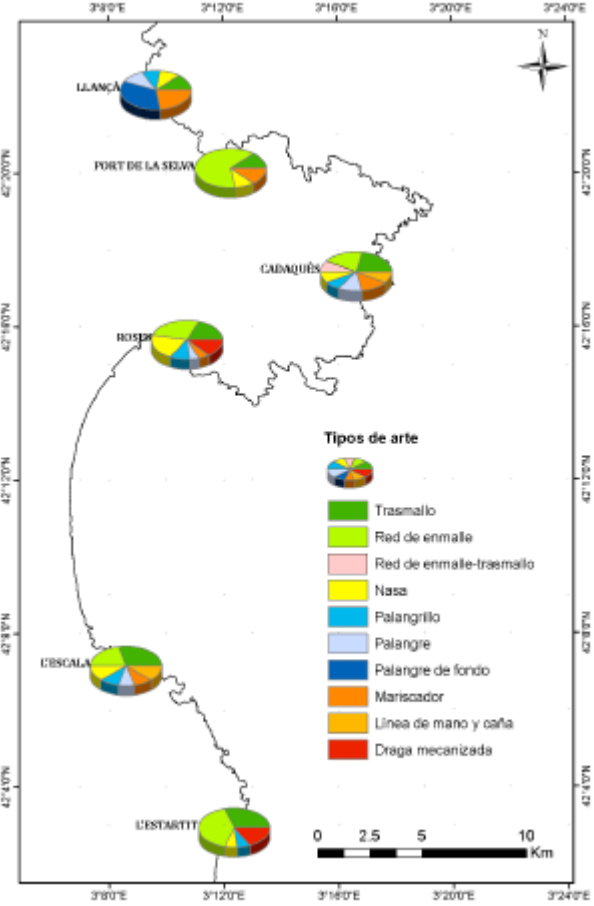 3°8'0"E 3°12'0"E 3°16'0"E 3°20'0"E 3°24'0"E
N
LLANÇÀ
PORT DE LA SELVA
42°20'0"N 42°20'0"N
CADAQUÉS
ROSES
42°16'0"N 42°16'0"N
Tipos de arte
42°12'0"N 42°12'0"N
Trasmallo
Red de enmalle
Red de enmalle-trasmallo
Nasa
Palangrillo
Palangre
42°8'0"N 42°8'0"N
L'ESCALA
Palangre de fondo
Mariscador
Línea de mano y caña
Draga mecanizada
42°4'0"N 42°4'0"N
L'ESTARTIT
0 2.5 5 10
Km
3°8'0"E 3°12'0"E 3°16'0"E 3°20'0"E 3°24'0"E